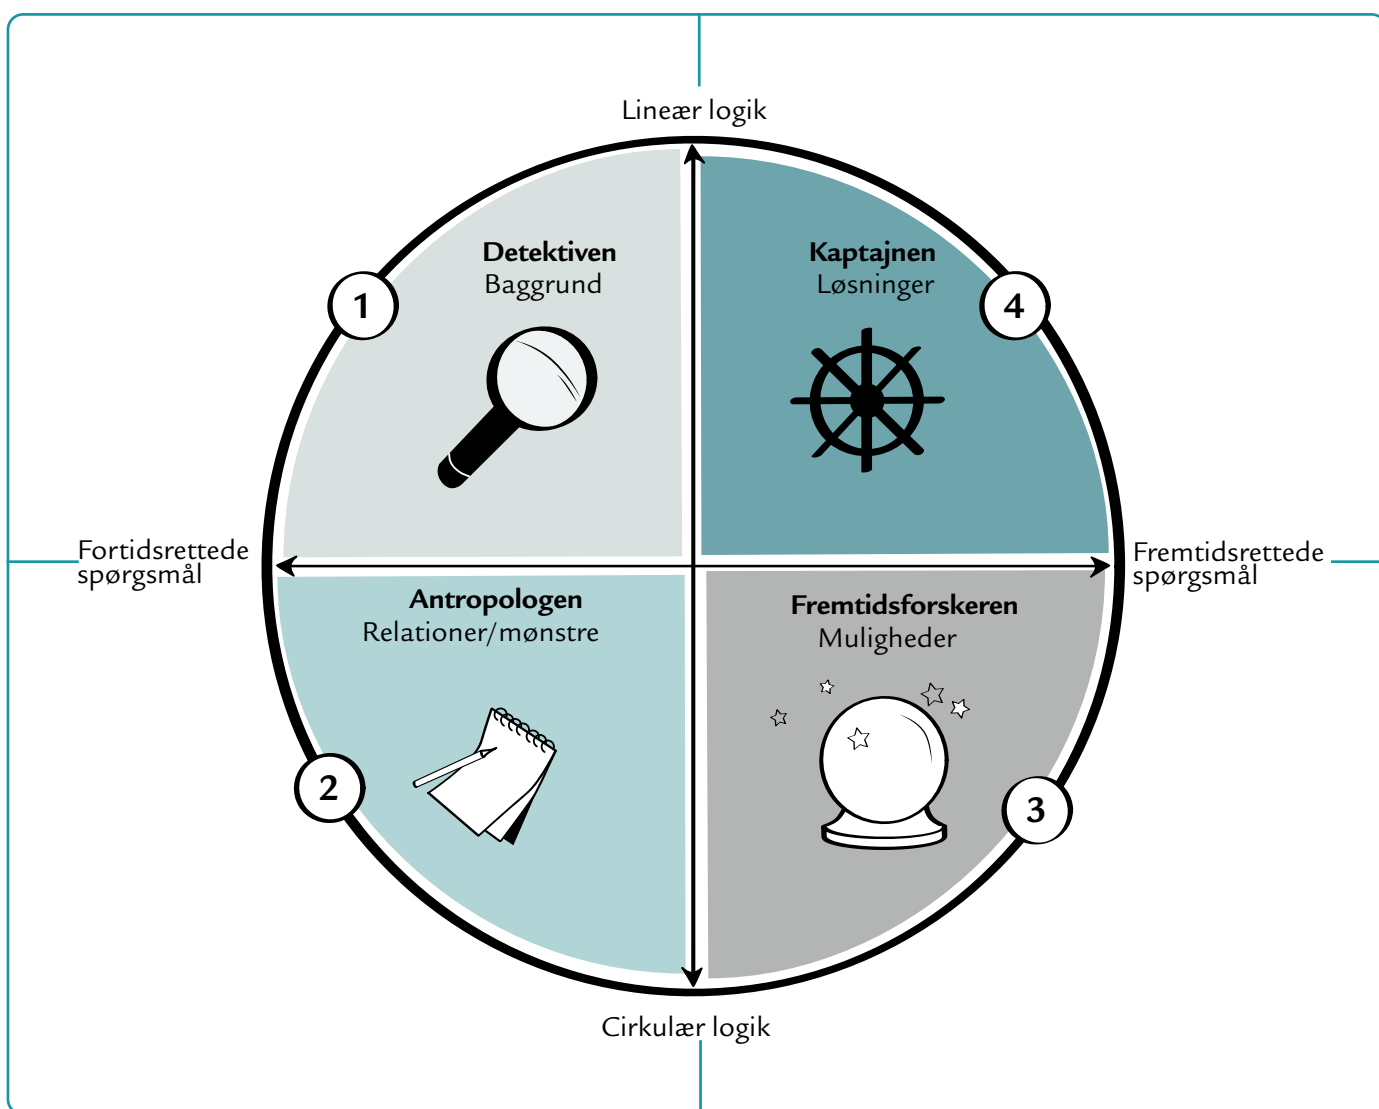 Lineær logik
Detektiven
Baggrund
1
Kaptajnen
Løsninger
4
Fortidsrettede
spørgsmål
Fremtidsrettede
spørgsmål
Antropologen
Relationer/mønstre
2
Fremtidsforskeren
Muligheder
3
Cirkulær logik